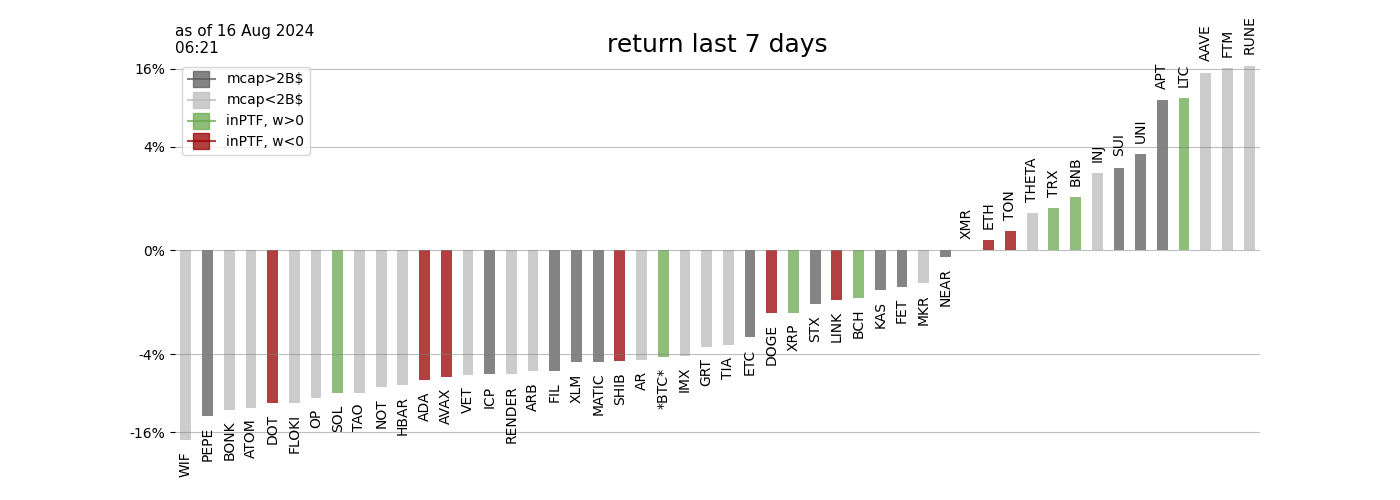 as of 16 Aug 2024
06:21
return last 7 days
16%
4%
0%
-4%
-16%
mcap>2B$
mcap<2B$
inPTF, w>0
inPTF, w<0
WIF
PEPE
BONK
ATOM
DOT
FLOKI
OP
SOL
TAO
NOT
HBAR
ADA
AVAX
VET
ICP
RENDER
ARB
FIL
XLM
MATIC
SHIB
AR
*BTC*
IMX
GRT
TIA
ETC
DOGE
XRP
STX
LINK
BCH
KAS
FET
MKR
NEAR
XMR
ETH
TON
THETA
TRX
BNB
INJ
SUI
UNI
APT
LTC
AAVE
FTM
RUNE